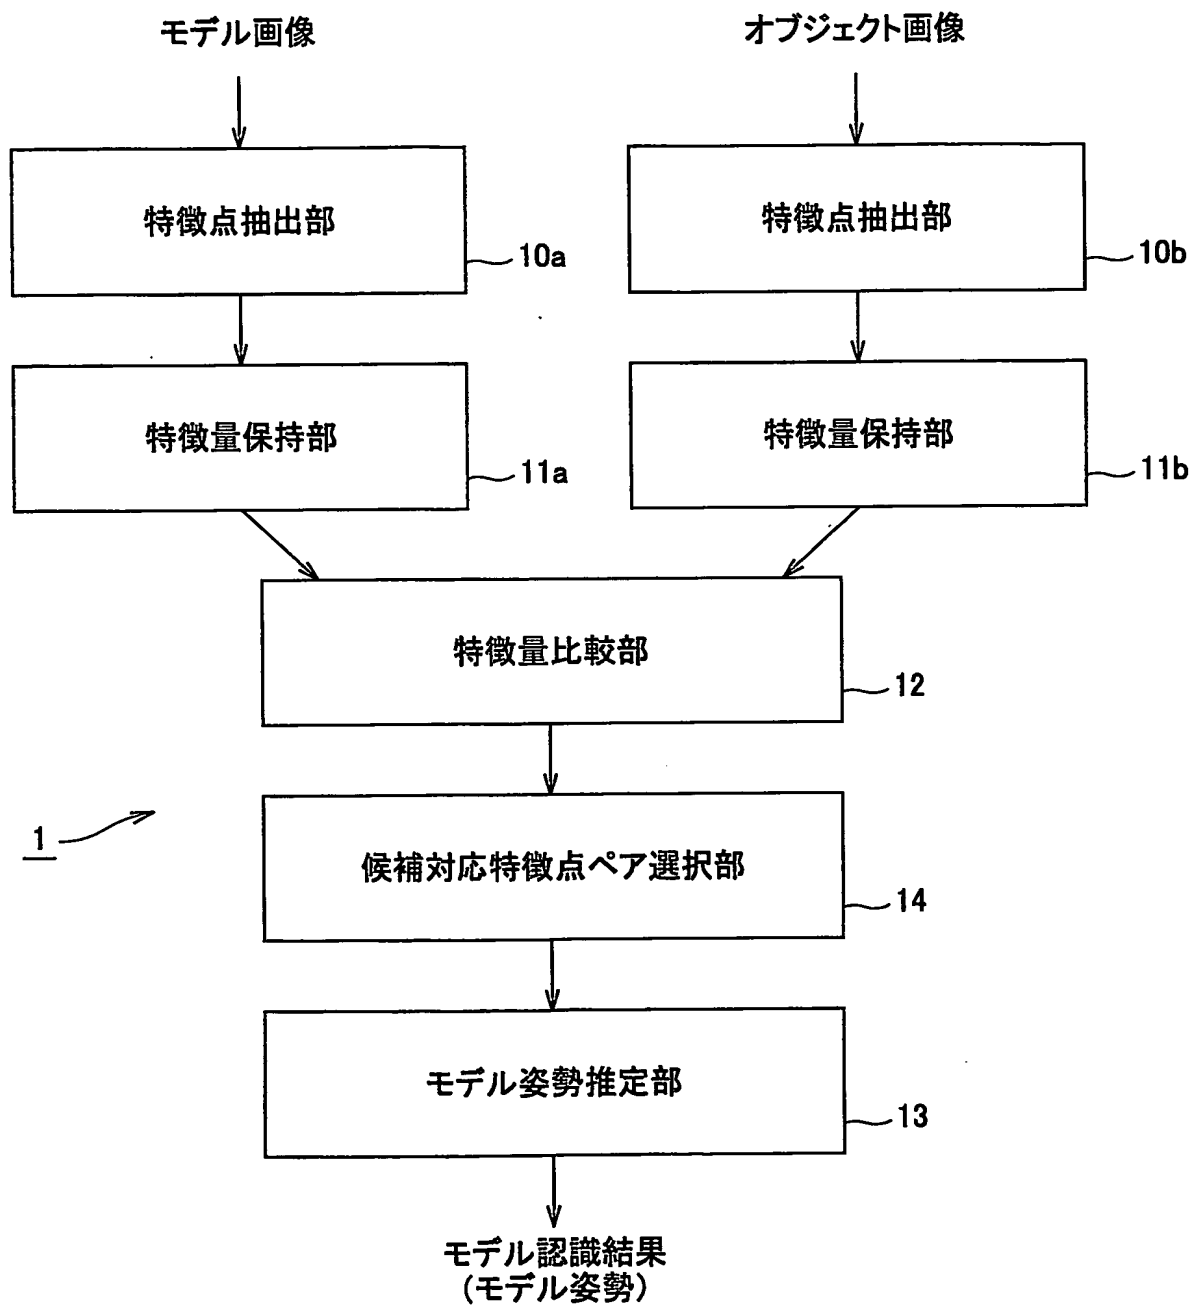 モデル画像
オブジェクト画像
特徴点抽出部
10a
特徴点抽出部
10b
特徴量保持部
11a
特徴量保持部
11b
特徴量比較部
12
1
候補対応特徴点ペア選択部
14
モデル姿勢推定部
13
モデル認識結果
(モデル姿勢)